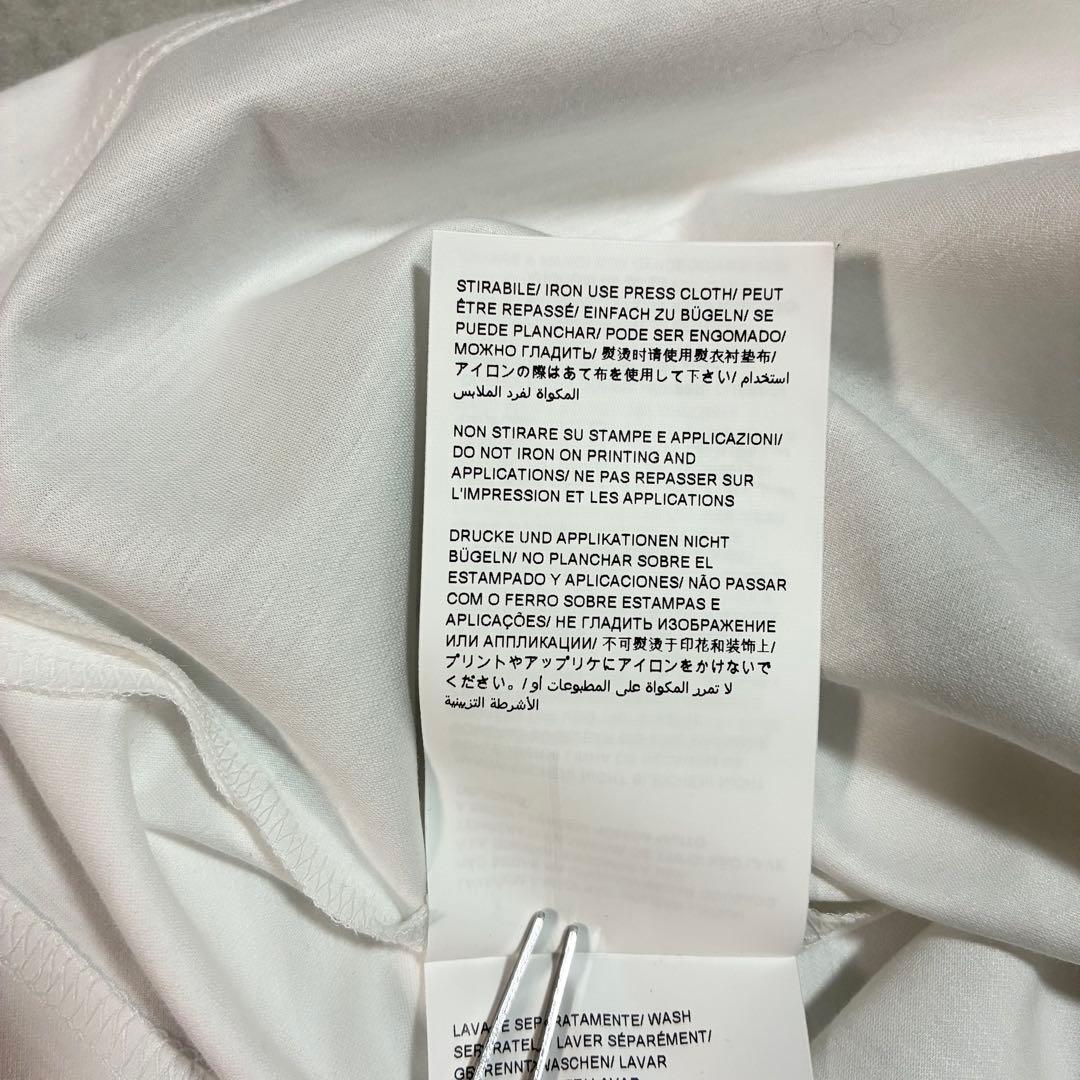 STIRABILE/ IRON USE PRESS CLOTH/ PEUT
ÊTRE REPASSÉ/ EINFACH ZU BÜGELN/ SE
PUEDE PLANCHAR/ PODE SER ENGOMADO/
МОЖНО ГЛАДИТЬ/ 熨烫时请使用熨衣衬垫布/
アイロンの際はあて布を使用して下さい/ استخدام
المكواة لفرد الملابس
NON STIRARE SU STAMPE E APPLICAZIONI/
DO NOT IRON ON PRINTING AND
APPLICATIONS/ NE PAS REPASSER SUR
L'IMPRESSION ET LES APPLICATIONS
DRUCKE UND APPLIKATIONEN NICHT
BÜGELN/ NO PLANCHAR SOBRE EL
ESTAMPADO Y APLICACIONES/ NÃO PASSAR
COM O FERRO SOBRE ESTAMPAS E
APLICAÇÕES/ НЕ ГЛАДИТЬ ИЗОБРАЖЕНИЕ
ИЛИ АППЛИКАЦИИ/ 不可熨烫于印花和装饰上/
プリントやアップリケにアイロンをかけないで
ください。/ لا تمرر المكواة على المطبوعات أو
الأشرطة التزيينية
SEPARATAMENTE/ WASH
LAVER SÉPARÉMENT/
WASCHEN/ LAVAR
LAVAR